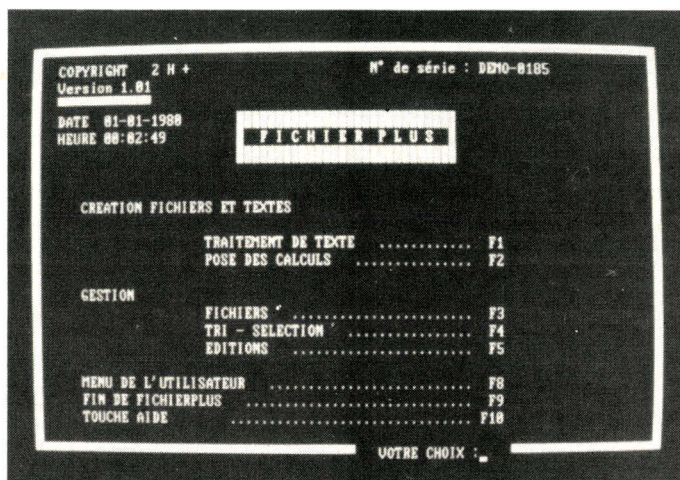 COPYRIGHT 2 H + N° de série : DEMO-0185
Version 1.01
DATE 01-01-1980
HEURE 00:02:49
FICHIER PLUS
CREATION FICHIERS ET TEXTES
TRAITEMENT DE TEXTE ............ F1
POSE DES CALCULS ............... F2
GESTION
FICHIERS ....................... F3
TRI - SELECTION .................. F4
EDITIONS ....................... F5
MENU DE L'UTILISATEUR .......................... F8
FIN DE FICHIERPLUS ............................. F9
TOUCHE AIDE ............................... F10
VOTRE CHOIX :_